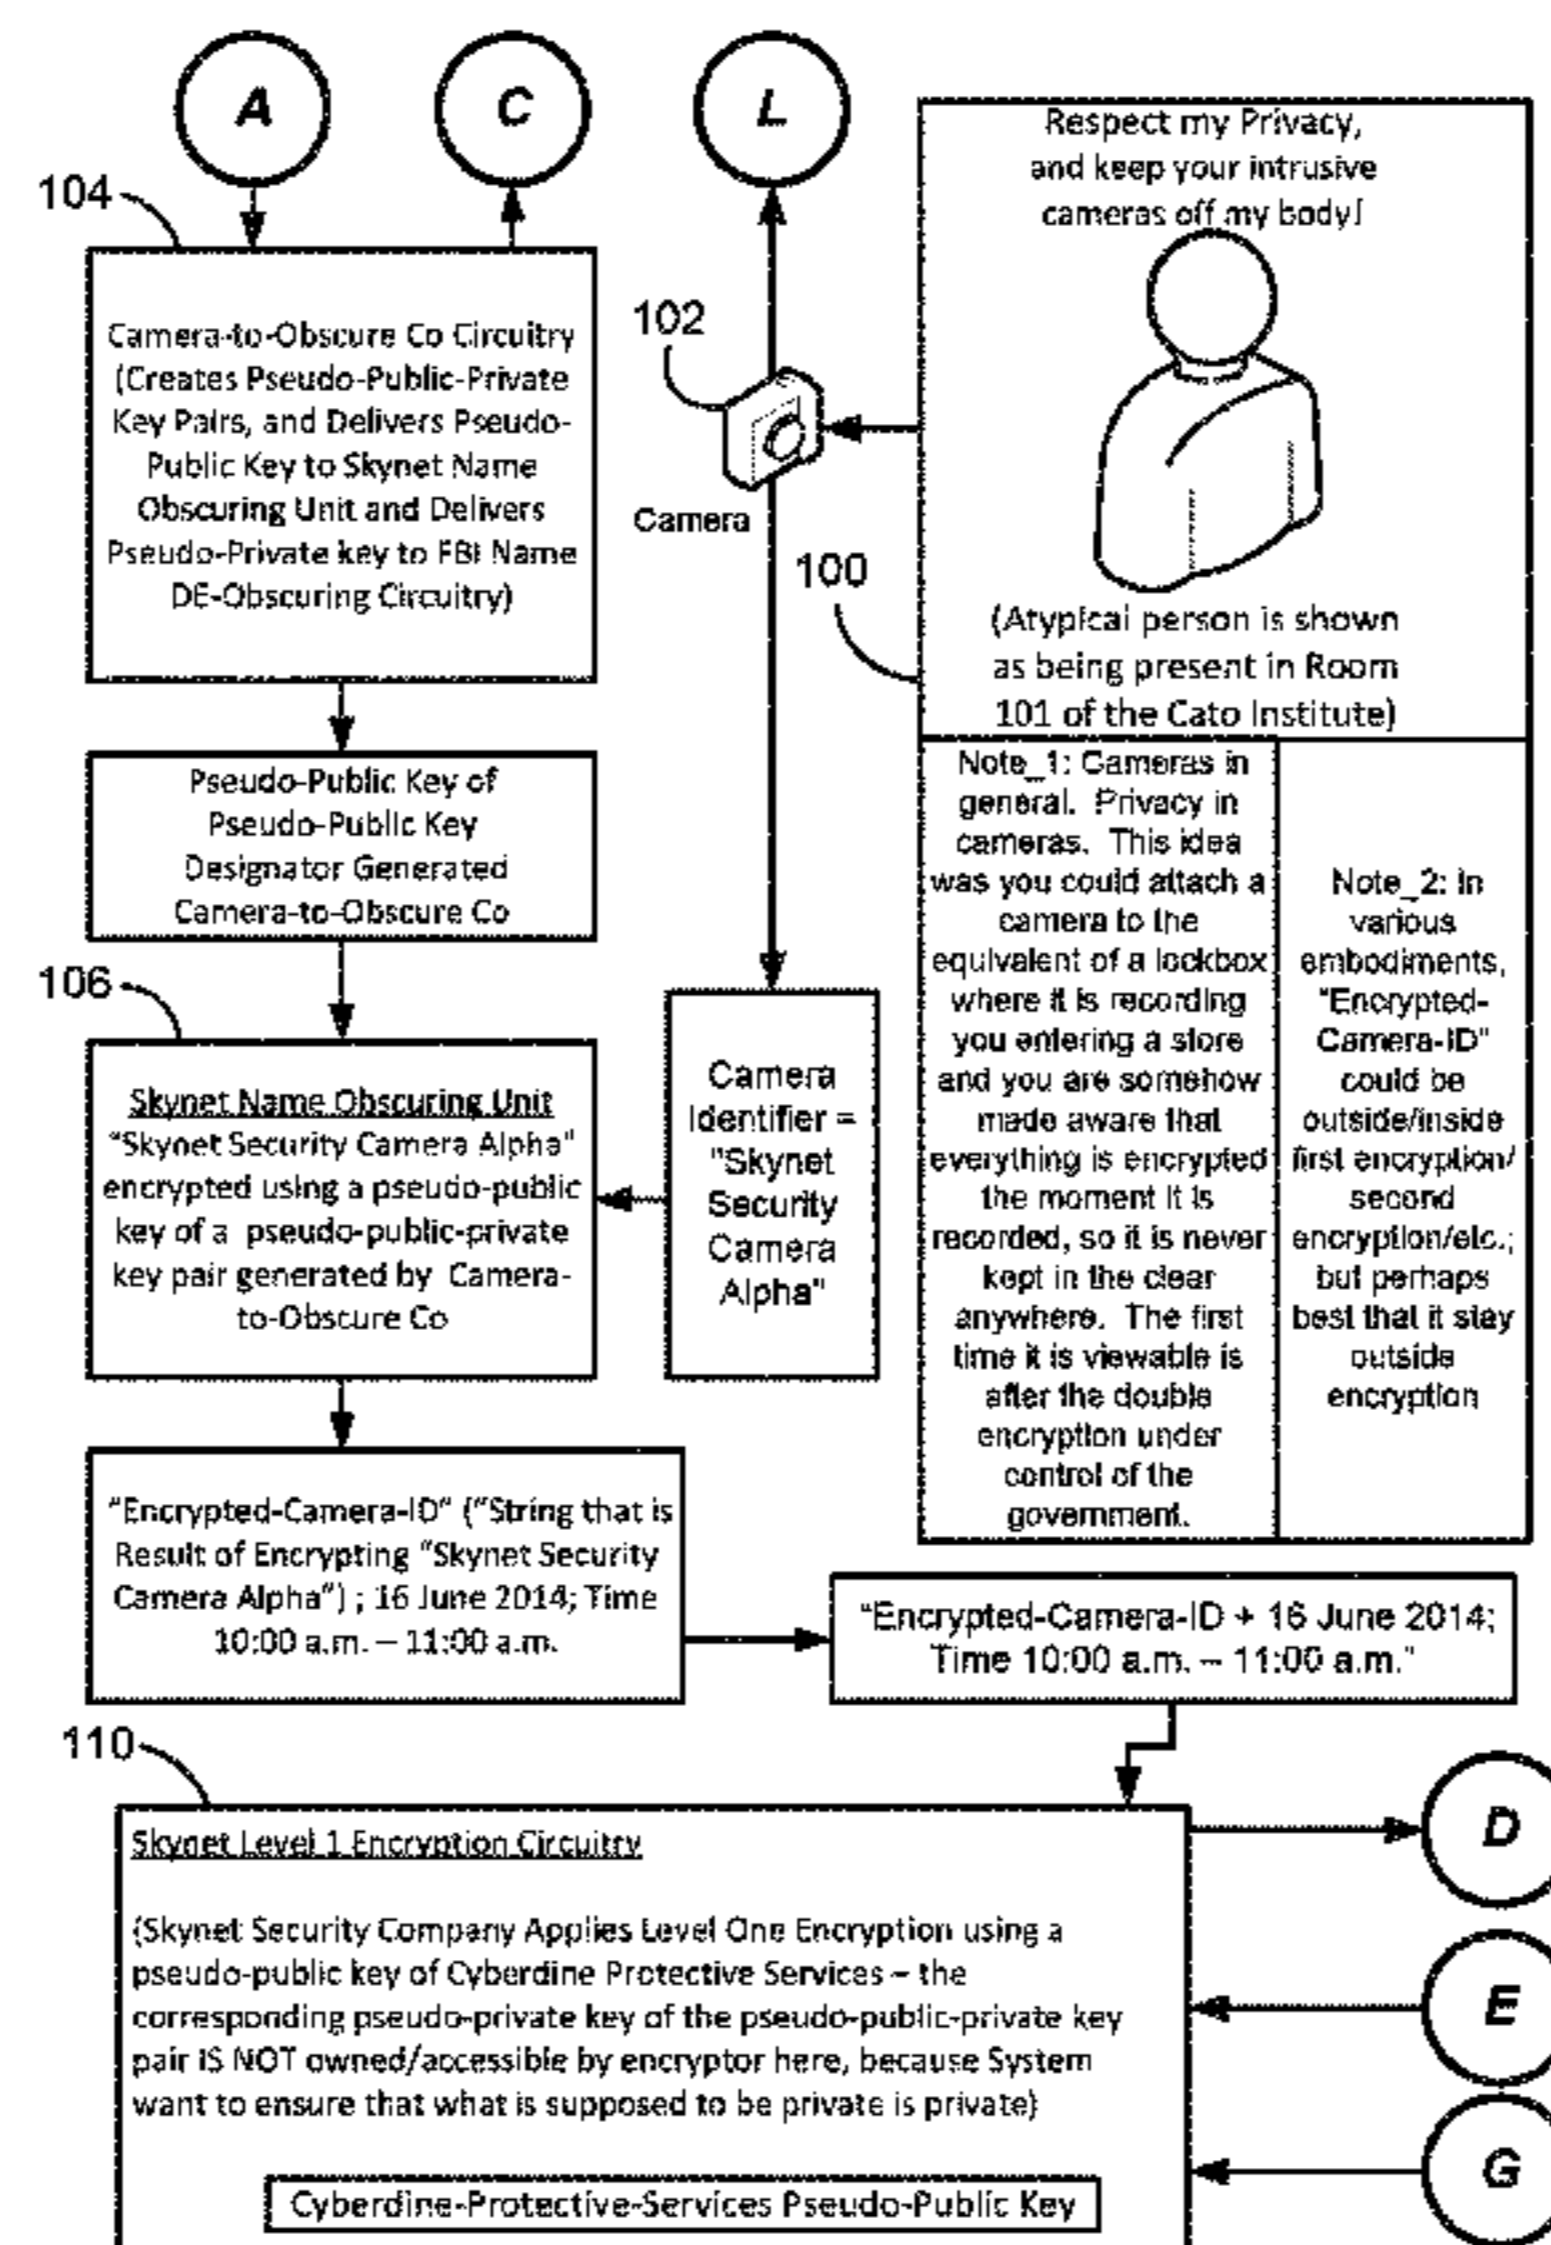 A
C
L
104
Camera-to-Obscure Co Circuitry
(Creates Pseudo-Public-Private
Key Pairs, and Delivers Pseudo-
Public Key to Skynet Name
Obscuring Unit and Delivers
Pseudo-Private key to FBI Name
DE-Obscuring Circuitry)
102
Camera
100
Respect my Privacy,
and keep your intrusive
cameras off my body!
(Atypical person is shown
as being present in Room
101 of the Cato Institute)
Pseudo-Public Key of
Pseudo-Public Key
Designator Generated
Camera-to-Obscure Co
106
Skynet Name Obscuring Unit
"Skynet Security Camera Alpha"
encrypted using a pseudo-public
key of a pseudo-public-private
key pair generated by Camera-
to-Obscure Co
Camera
Identifier =
"Skynet
Security
Camera
Alpha"
Note_1: Cameras in
general. Privacy in
cameras. This idea
was you could attach a
camera to the
equivalent of a lockbox
where it is recording
you entering a store
and you are somehow
made aware that
everything is encrypted
the moment it is
recorded, so it is never
kept in the clear
anywhere. The first
time it is viewable is
after the double
encryption under
control of the
government.
Note_2: In
various
embodiments,
"Encrypted-
Camera-ID"
could be
outside/inside
first encryption/
second
encryption/etc.;
but perhaps
best that it stay
outside
encryption
"Encrypted-Camera-ID" ("String that is
Result of Encrypting "Skynet Security
Camera Alpha") ; 16 June 2014; Time
10:00 a.m. – 11:00 a.m.
"Encrypted-Camera-ID + 16 June 2014;
Time 10:00 a.m. – 11:00 a.m."
110
Skynet Level 1 Encryption Circuitry
(Skynet Security Company Applies Level One Encryption using a
pseudo-public key of Cyberdine Protective Services – the
corresponding pseudo-private key of the pseudo-public-private key
pair IS NOT owned/accessible by encryptor here, because System
want to ensure that what is supposed to be private is private)
Cyberdine-Protective-Services Pseudo-Public Key
D
E
G